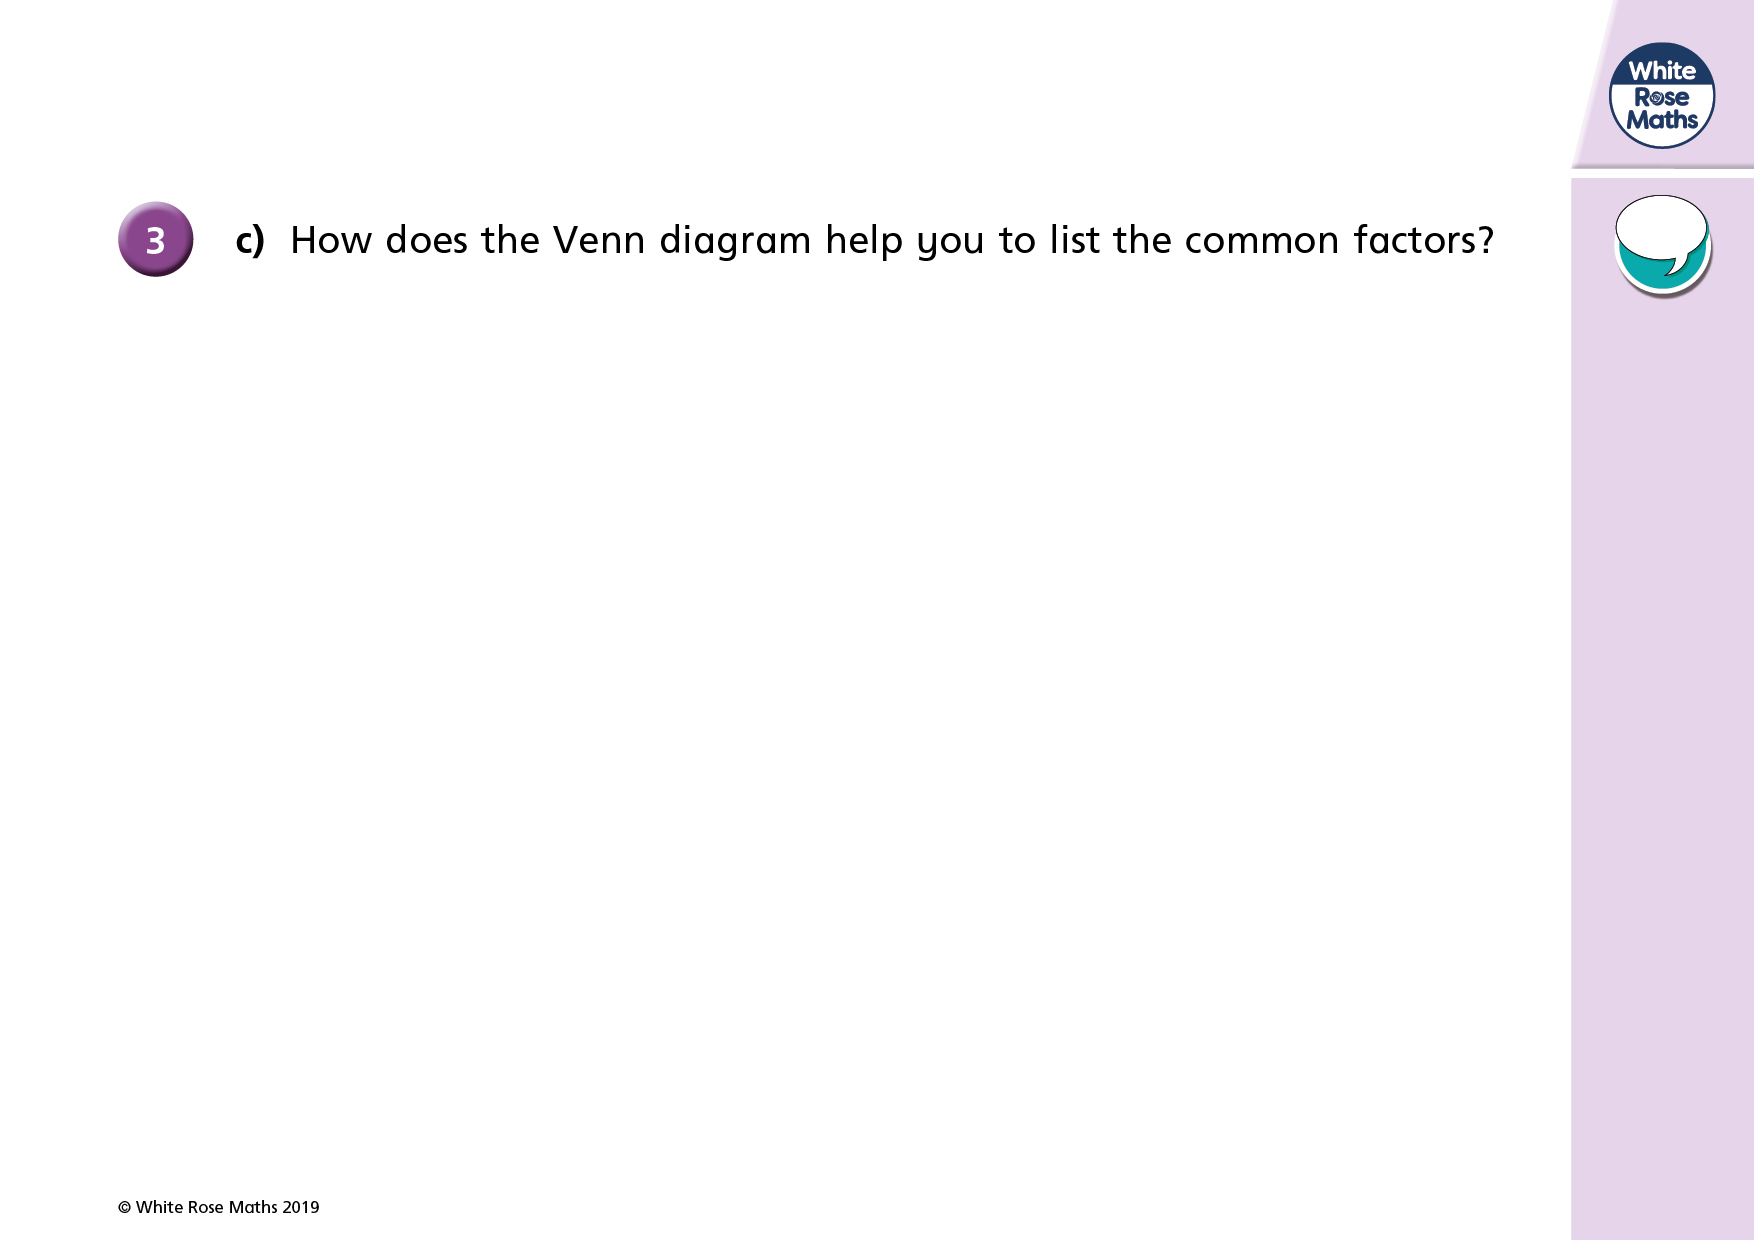 White
Rose
Maths
3 c) How does the Venn diagram help you to list the common factors?
© White Rose Maths 2019